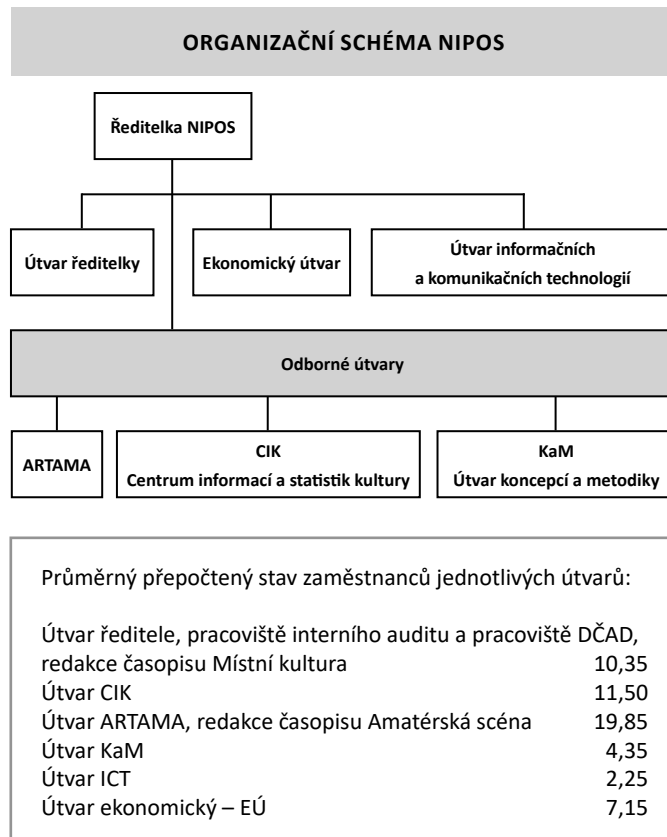 ORGANIZAČNÍ SCHÉMA NIPOS
Ředitelka NIPOS
Útvar ředitelky
Ekonomický útvar
Útvar informačních
a komunikačních technologií
Odborné útvary
ARTAMA
CIK
Centrum informací a statistik kultury
KaM
Útvar koncepcí a metodiky
Průměrný přepočtený stav zaměstnanců jednotlivých útvarů:
Útvar ředitele, pracoviště interního auditu a pracoviště DČAD,
redakce časopisu Místní kultura 10,35
Útvar CIK 11,50
Útvar ARTAMA, redakce časopisu Amatérská scéna 19,85
Útvar KaM 4,35
Útvar ICT 2,25
Útvar ekonomický – EÚ 7,15